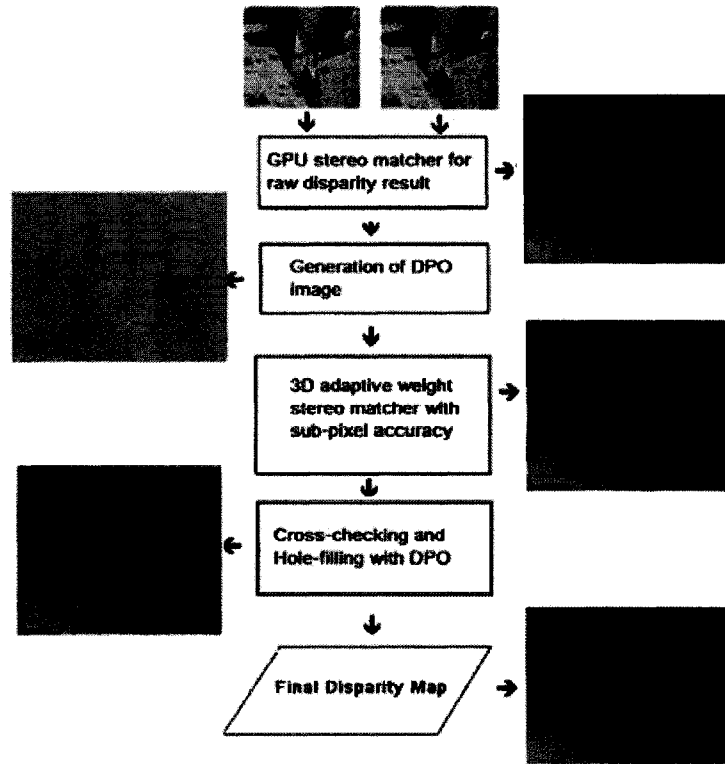 GPU stereo matcher for
raw disparity result
Generation of DPO
image
3D adaptive weight
stereo matcher with
sub-pixel accuracy
Cross-checking and
Hole-filling with DPO
Final Disparity Map